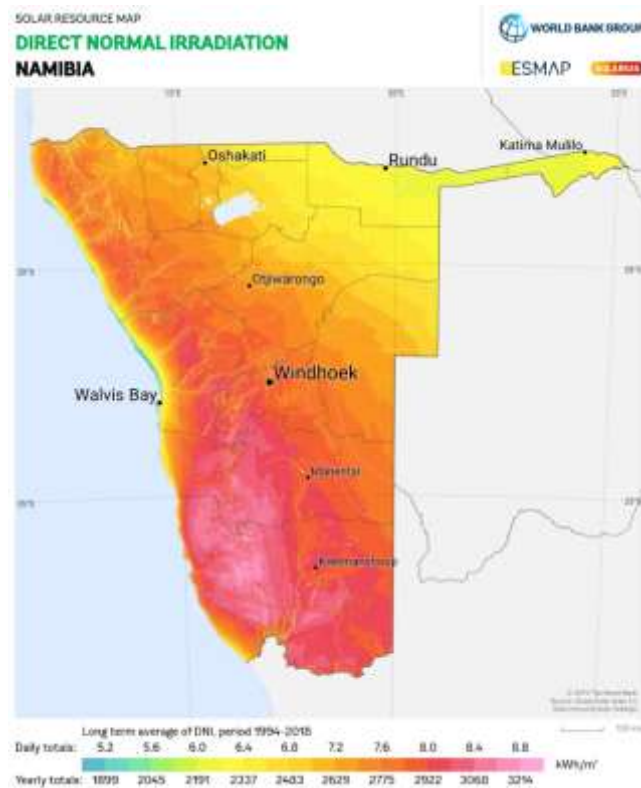 SOLAR RESOURCE MAP
DIRECT NORMAL IRRADIATION
NAMIBIA
WORLD BANK GROUP
ESMAP
SOLARGIS
Katima Mulilo
Oshakati
Rundu
Otjiwarongo
Windhoek
Walvis Bay
Mariental
Keetmanshoop
Long term average of DNI, period 1994-2018
Daily totals: 5.2 5.6 6.0 6.4 6.8 7.2 7.6 8.0 8.4 8.8
kWh/m²
Yearly totals: 1899 2045 2191 2337 2483 2629 2775 2922 3068 3214